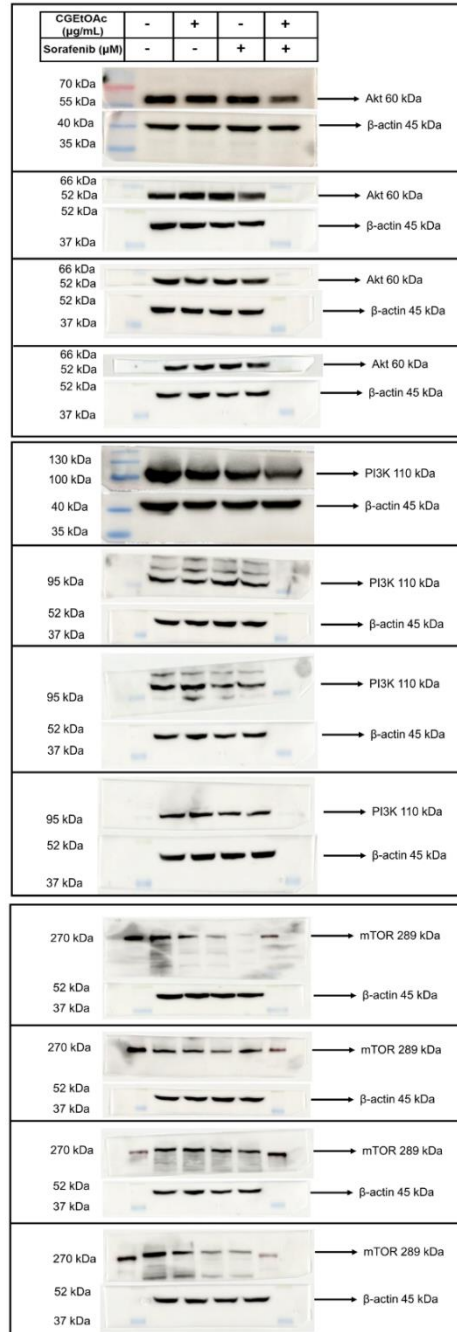 CGEtOAc (µg/mL) - + - +
Sorafenib (µM) - - + +
70 kDa
55 kDa
Akt 60 kDa
40 kDa
β-actin 45 kDa
35 kDa
66 kDa
52 kDa
Akt 60 kDa
52 kDa
β-actin 45 kDa
37 kDa
66 kDa
52 kDa
Akt 60 kDa
52 kDa
β-actin 45 kDa
37 kDa
66 kDa
52 kDa
Akt 60 kDa
52 kDa
β-actin 45 kDa
37 kDa
130 kDa
100 kDa
PI3K 110 kDa
40 kDa
β-actin 45 kDa
35 kDa
95 kDa
PI3K 110 kDa
52 kDa
β-actin 45 kDa
37 kDa
95 kDa
PI3K 110 kDa
52 kDa
β-actin 45 kDa
37 kDa
95 kDa
PI3K 110 kDa
52 kDa
β-actin 45 kDa
37 kDa
270 kDa
mTOR 289 kDa
52 kDa
β-actin 45 kDa
37 kDa
270 kDa
mTOR 289 kDa
52 kDa
β-actin 45 kDa
37 kDa
270 kDa
mTOR 289 kDa
52 kDa
β-actin 45 kDa
37 kDa
270 kDa
mTOR 289 kDa
52 kDa
β-actin 45 kDa
37 kDa